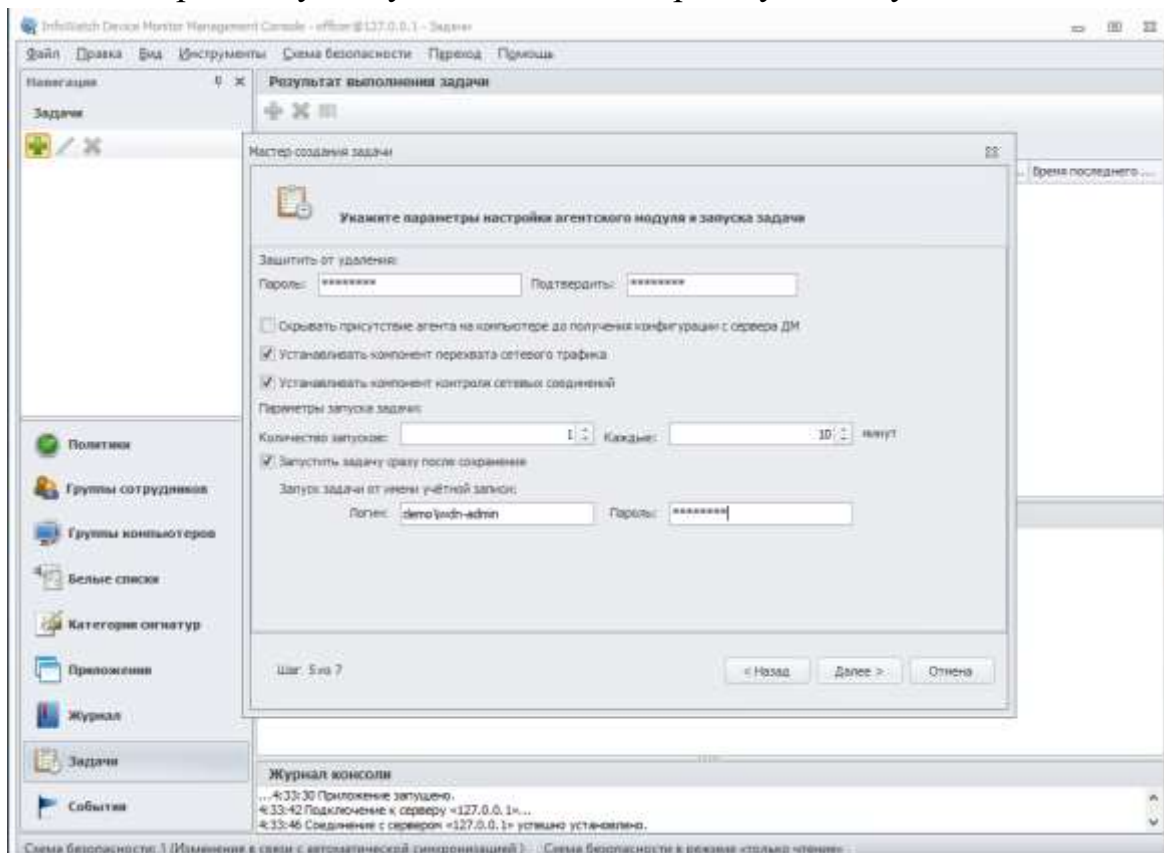 InfoWatch Device Monitor Management Console - officer@127.0.0.1 - Задачи
Файл Правка Вид Инструменты Схема безопасности Переход Помощь
Навигация
Результат выполнения задачи
Задачи
Мастер создания задачи
Время последнего ...
Укажите параметры настройки агентского модуля и запуска задачи
Защитить от удаления:
Пароль: ******** Подтвердить: ********
Скрывать присутствие агента на компьютере до получения конфигурации с сервера ДМ
Устанавливать компонент перехвата сетевого трафика
Устанавливать компонент контроля сетевых соединений
Параметры запуска задачи:
Количество запусков: 1 Каждые: 10 минут
Запустить задачу сразу после сохранения
Запуск задачи от имени учётной записи:
Логин: Пароль: ********
Политики
Группы сотрудников
Группы компьютеров
Белые списки
Категории сигнатур
Приложения
Журнал
Задачи
События
Шаг: 5 из 7
< Назад Далее > Отмена
Журнал консоли
...4:33:30 Приложение запущено.
4:33:42 Подключение к серверу «127.0.0.1»...
4:33:46 Соединение с сервером «127.0.0.1» успешно установлено.
Схема безопасности: 1 (Изменение в связи с автоматической синхронизацией) Схема безопасности в режиме «только чтение»